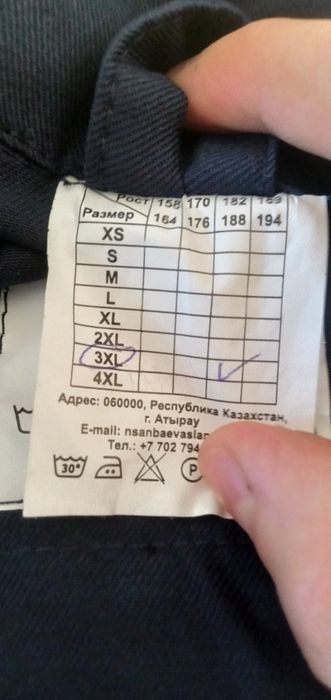 Рост 158 170 182
Размер 164 176 188 194
XS
S
M
L
XL
2XL
3XL
4XL
Адрес: 060000, Республика Казахстан,
г. Атырау
E-mail: nsanbaevaslan
Тел.: +7 702 794
30°
P